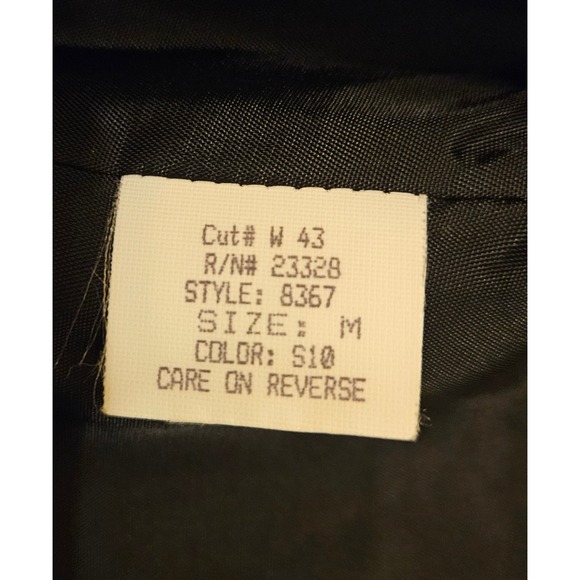 Cut# W 43
R/N# 23328
STYLE: 8367
SIZE: M
COLOR: S10
CARE ON REVERSE